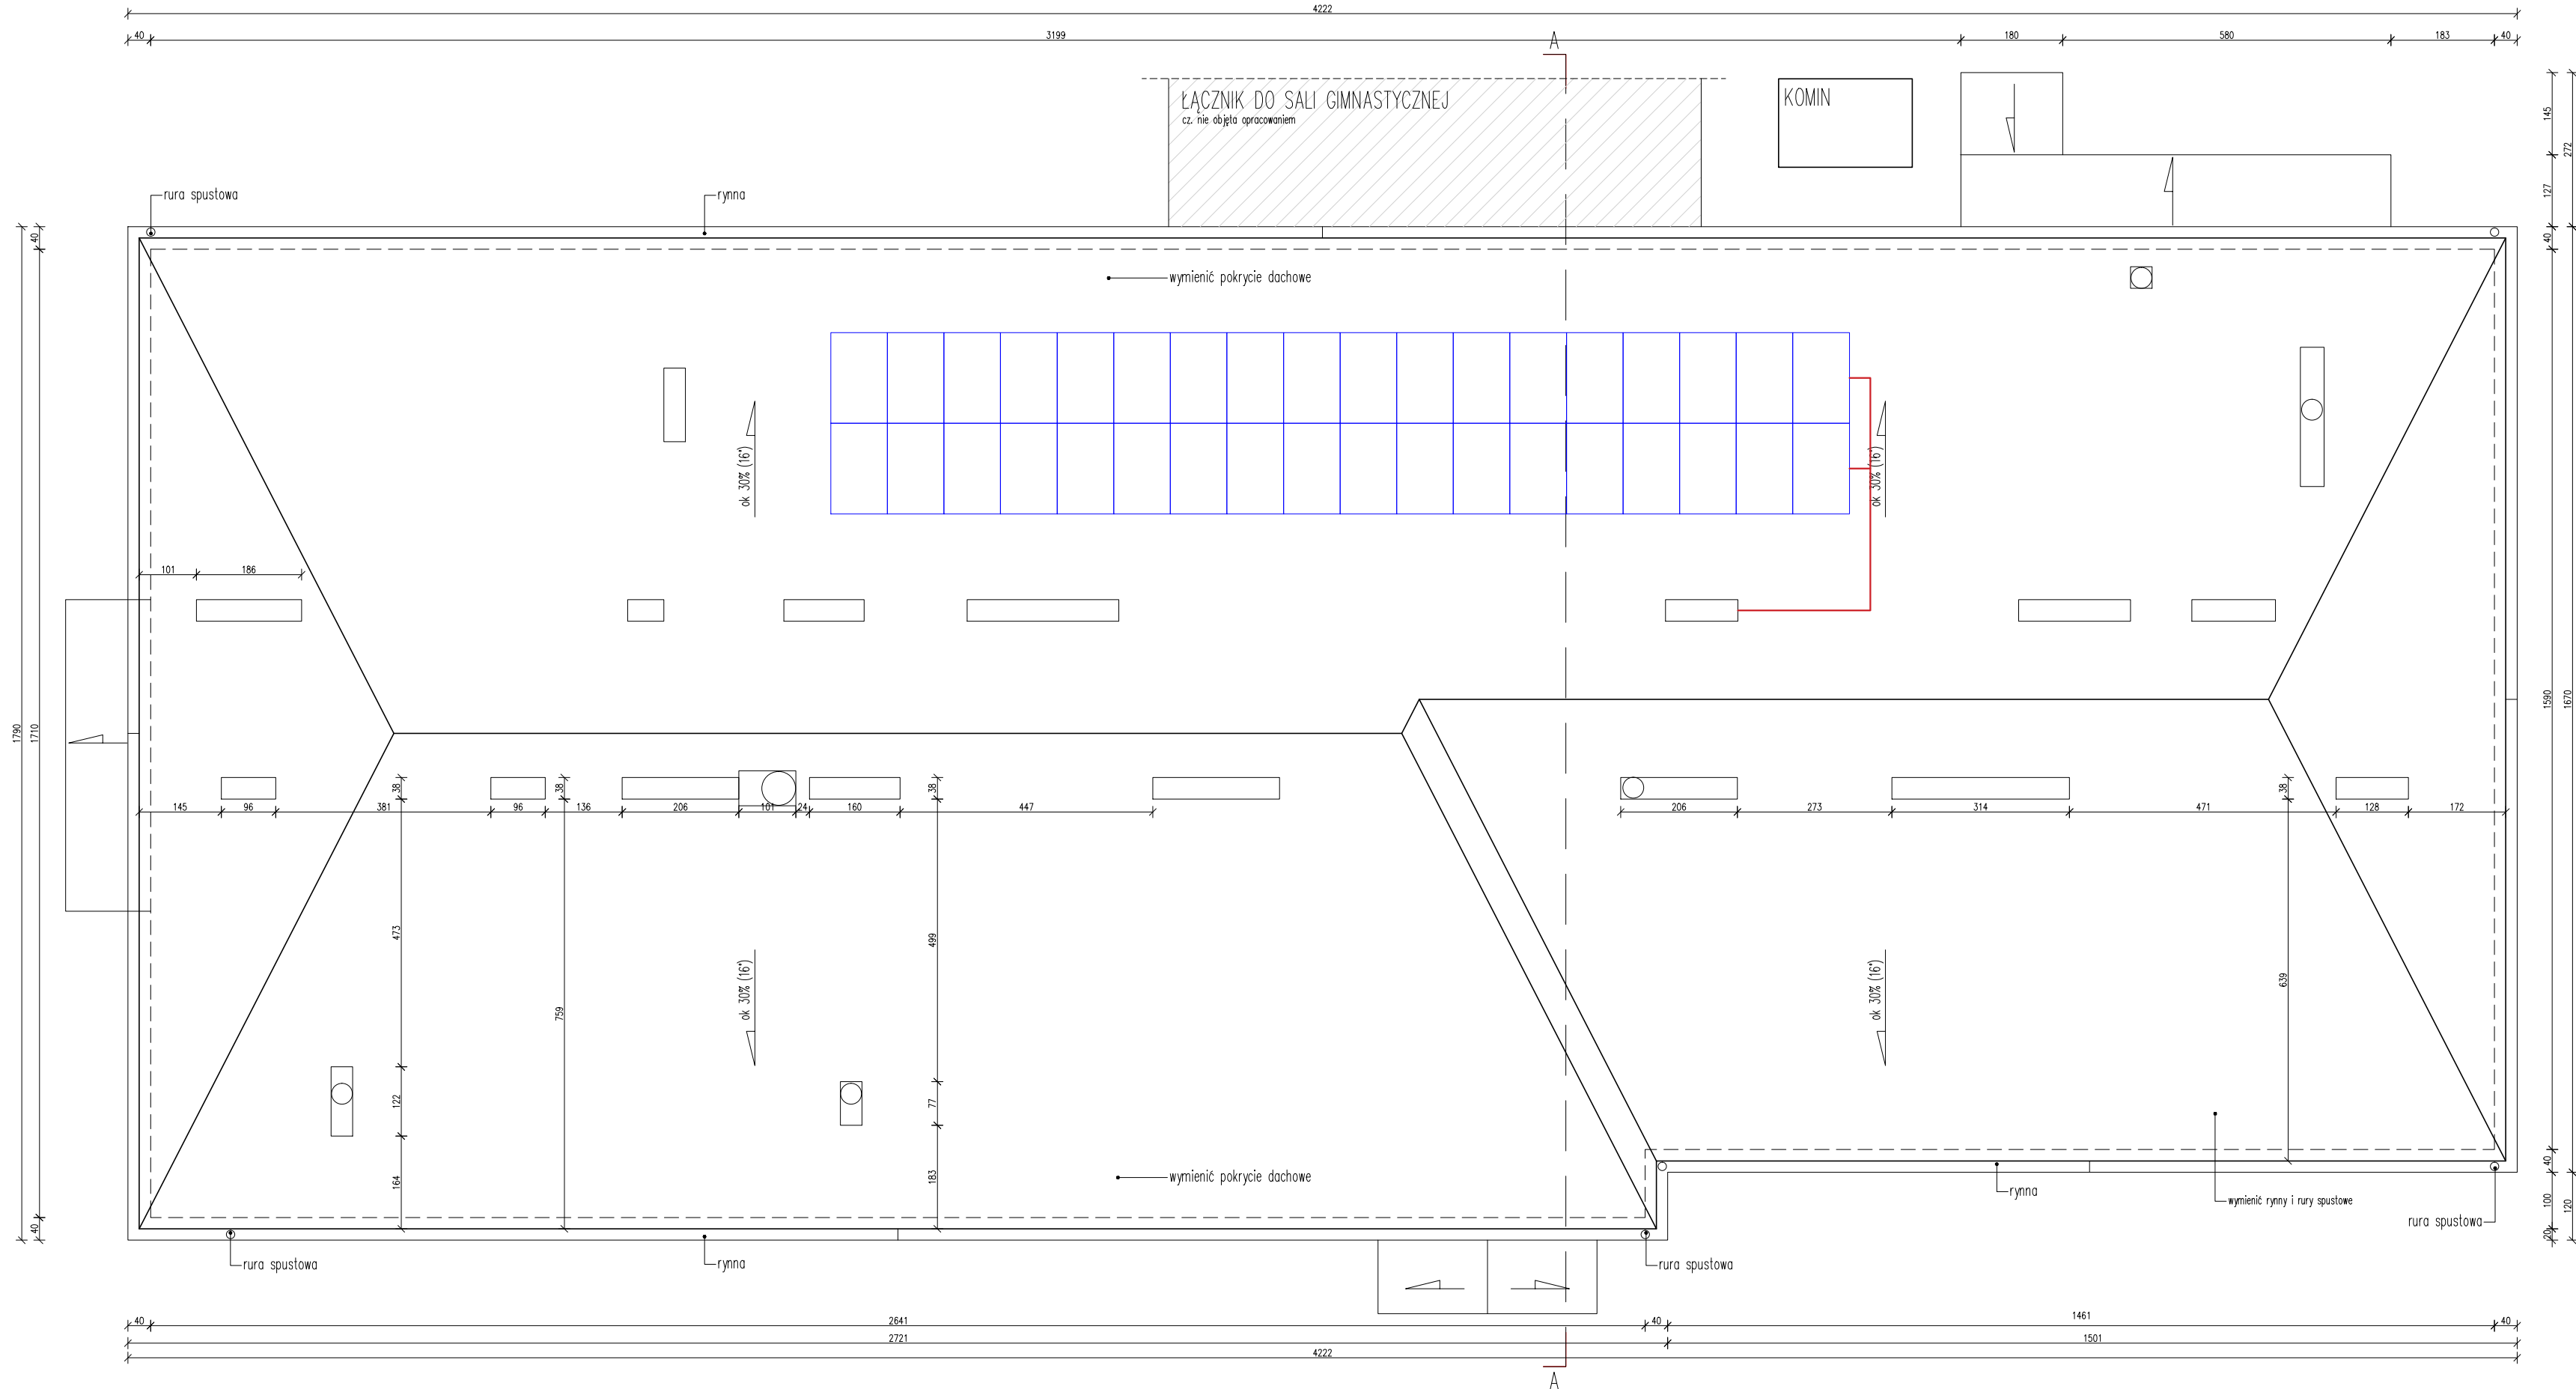 4222
40 3199 180 580 183 40
A
ŁĄCZNIK DO SALI GIMNASTYCZNEJ
cz. nie objęta opracowaniem
KOMIN
145
272
127
rura spustowa
rynna
40
40
wymienić pokrycie dachowe
ok 30% (16°)
ok 30% (16°)
101 186
1790
1710
1590
1670
38
38
38
38
145 96 381 96 136 206 101 24 160 447
206 273 314 471 128 172
473
499
759
639
ok 30% (16°)
ok 30% (16°)
122
77
164
183
wymienić pokrycie dachowe
40
rynna
wymienić rynny i rury spustowe
100
120
rura spustowa
40
20
rura spustowa
rynna
rura spustowa
40 2641 40 1461 40
2721 1501
4222
A